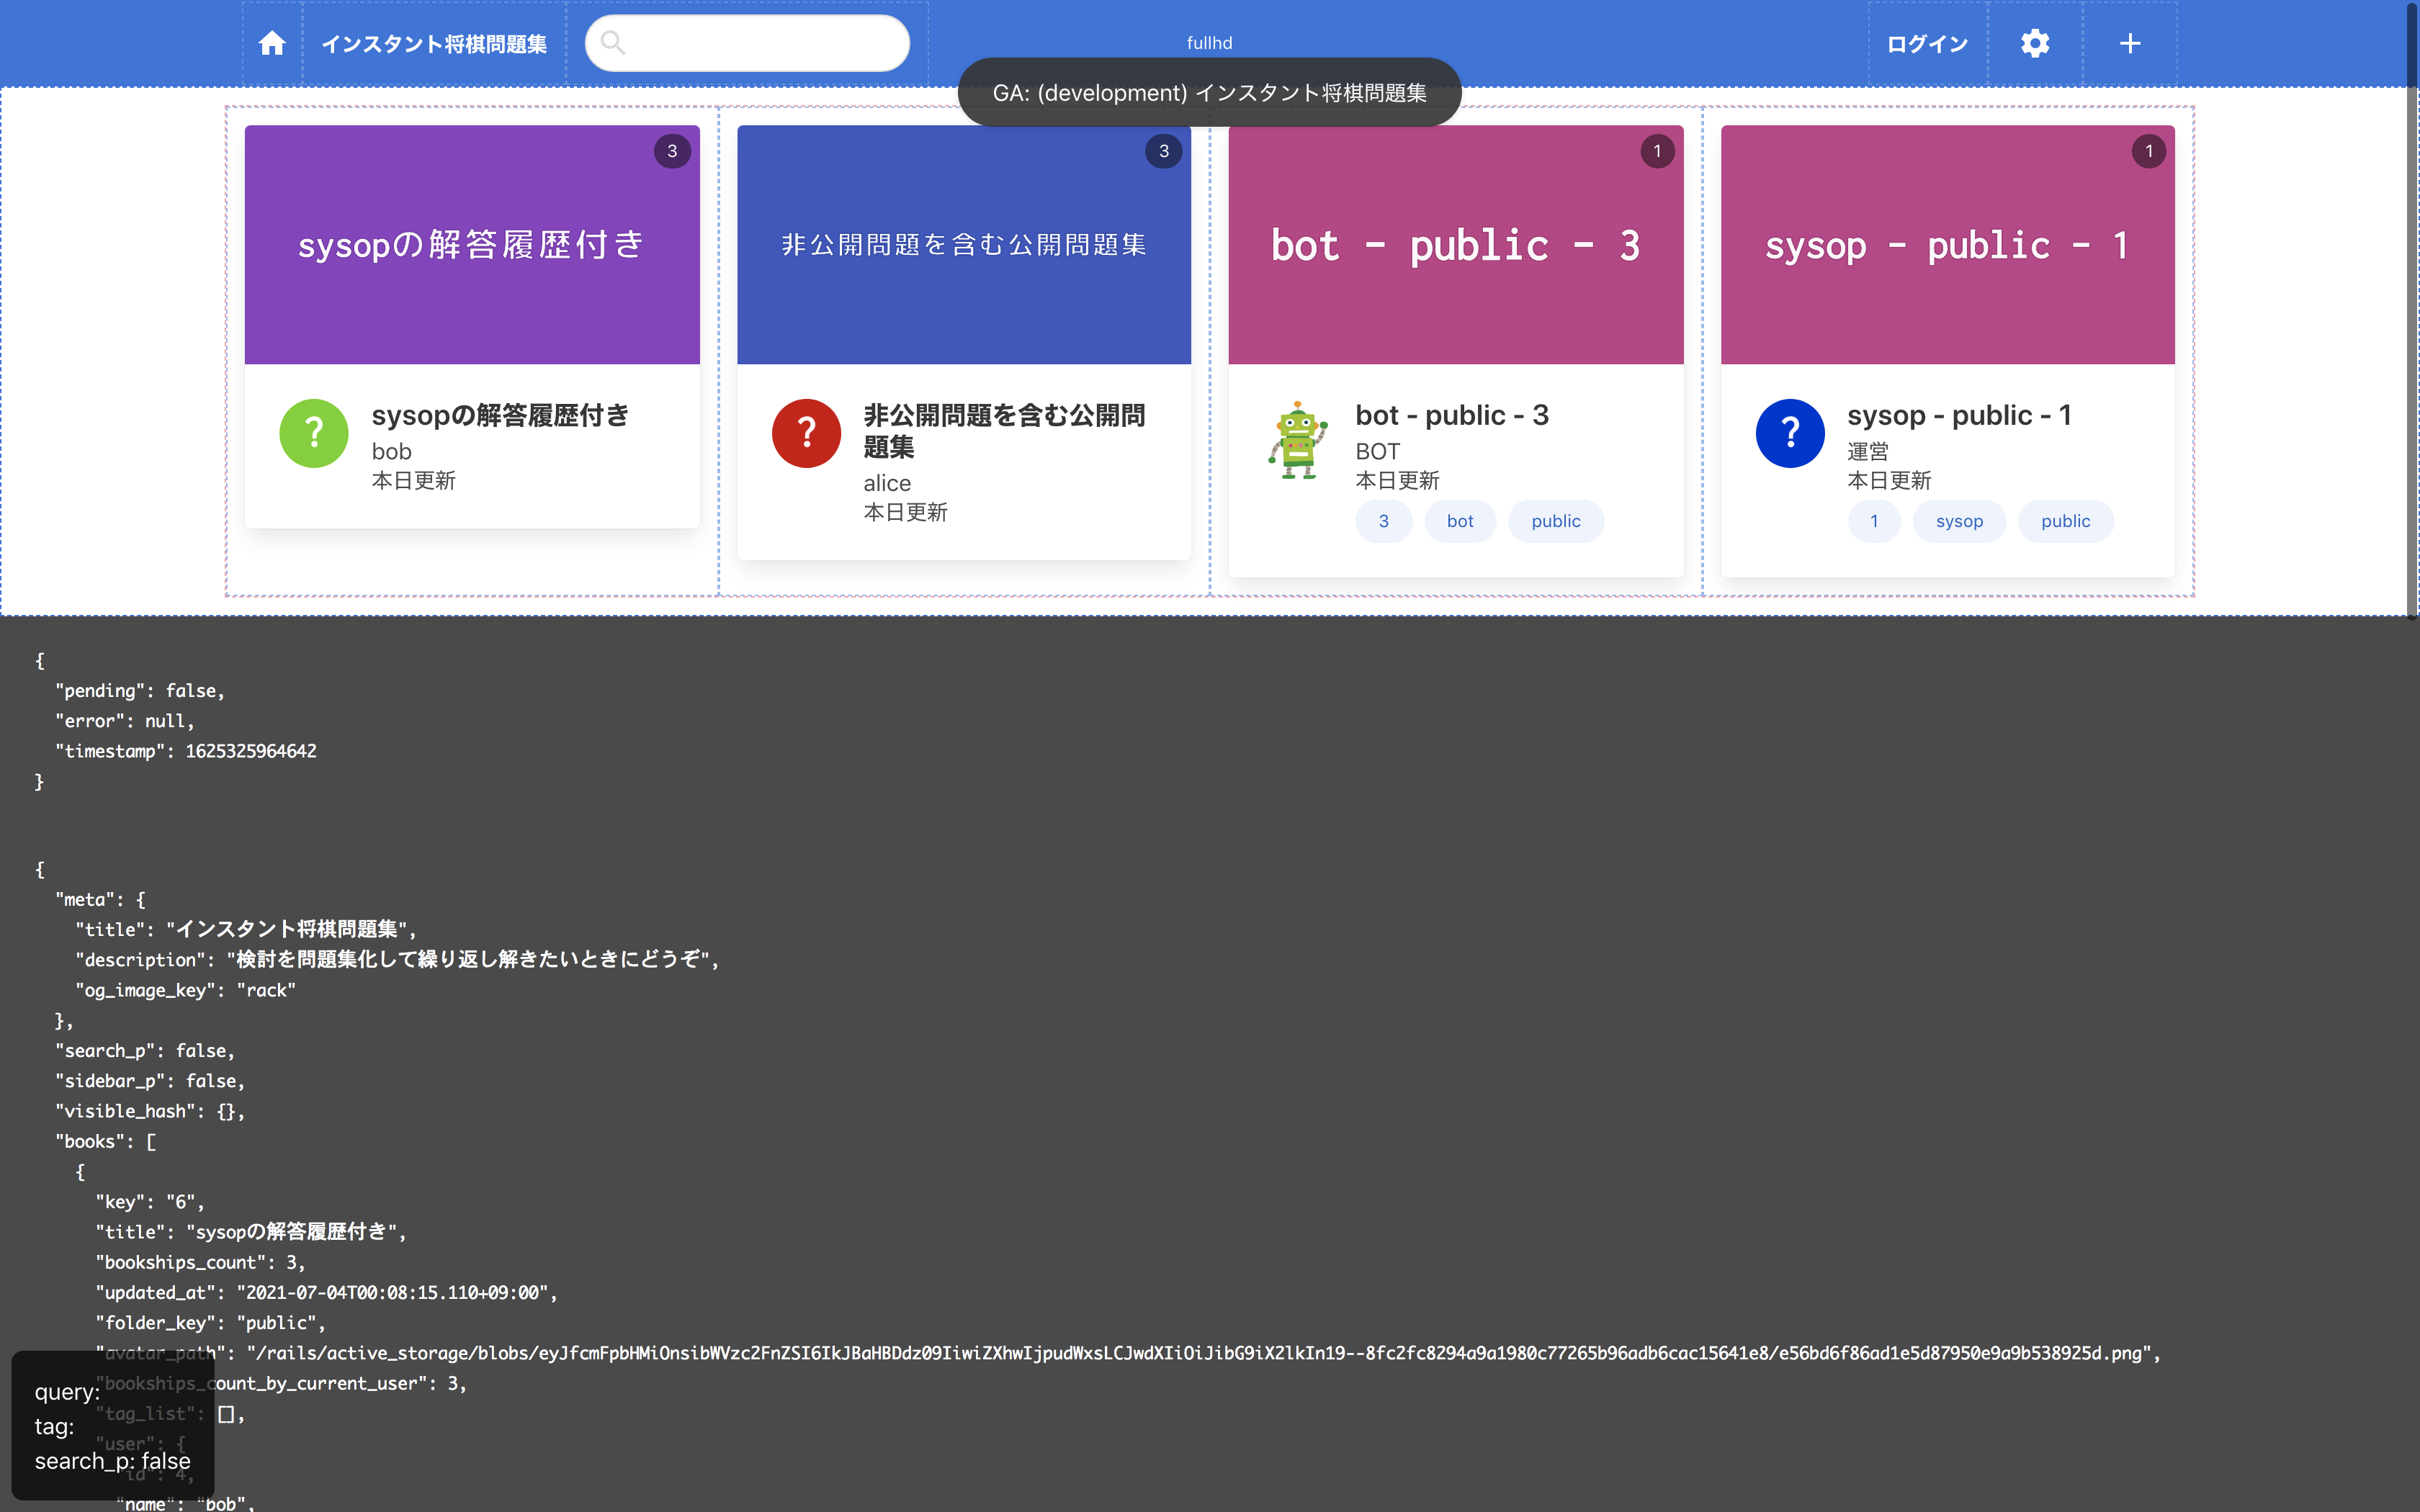 インスタント将棋問題集
fullhd
ログイン
GA: (development) インスタント将棋問題集
3
sysopの解答履歴付き
?
sysopの解答履歴付き
bob
本日更新
3
非公開問題を含む公開問題集
?
非公開問題を含む公開問
題集
alice
本日更新
1
bot - public - 3
bot - public - 3
BOT
本日更新
3 bot public
1
sysop - public - 1
?
sysop - public - 1
運営
本日更新
1 sysop public
{
"pending": false,
"error": null,
"timestamp": 1625325964642
}
{
"meta": {
"title": "インスタント将棋問題集",
"description": "検討を問題集化して繰り返し解きたいときにどうぞ",
"og_image_key": "rack"
},
"search_p": false,
"sidebar_p": false,
"visible_hash": {},
"books": [
{
"key": "6",
"title": "sysopの解答履歴付き",
"bookships_count": 3,
"updated_at": "2021-07-04T00:08:15.110+09:00",
"folder_key": "public",
"avatar_path": "/rails/active_storage/blobs/eyJfcmFpbHMiOnsibWVzc2FnZSI6IkJBaHBDdz09IiwiZXhwIjpudWxsLCJwdXIiOiJibG9iX2lkIn19--8fc2fc8294a9a1980c77265b96adb6cac15641e8/e56bd6f86ad1e5d87950e9a9b538925d.png",
"bookships_count_by_current_user": 3,
"tag_list": [],
"user": {
"id": 4,
"name": "bob",
query:
tag:
search_p: false